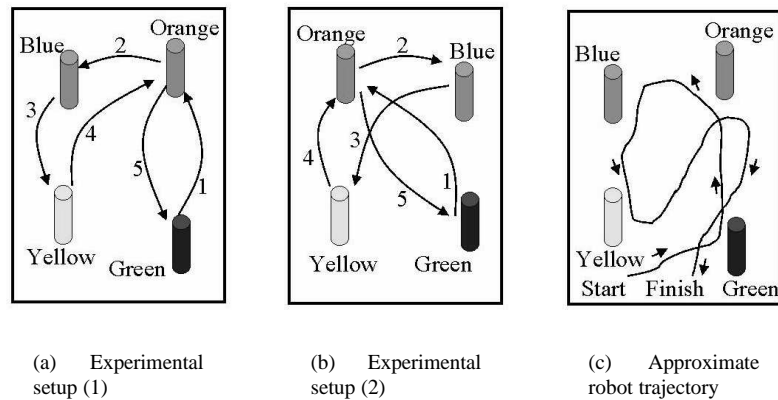 Orange
Blue
2
3
4
5
1
Yellow
Green
(a) Experimental
setup (1)
Orange
2
Blue
3
4
1
5
Yellow
Green
(b) Experimental
setup (2)
Orange
Blue
Yellow
Start Finish Green
(c) Approximate
robot trajectory